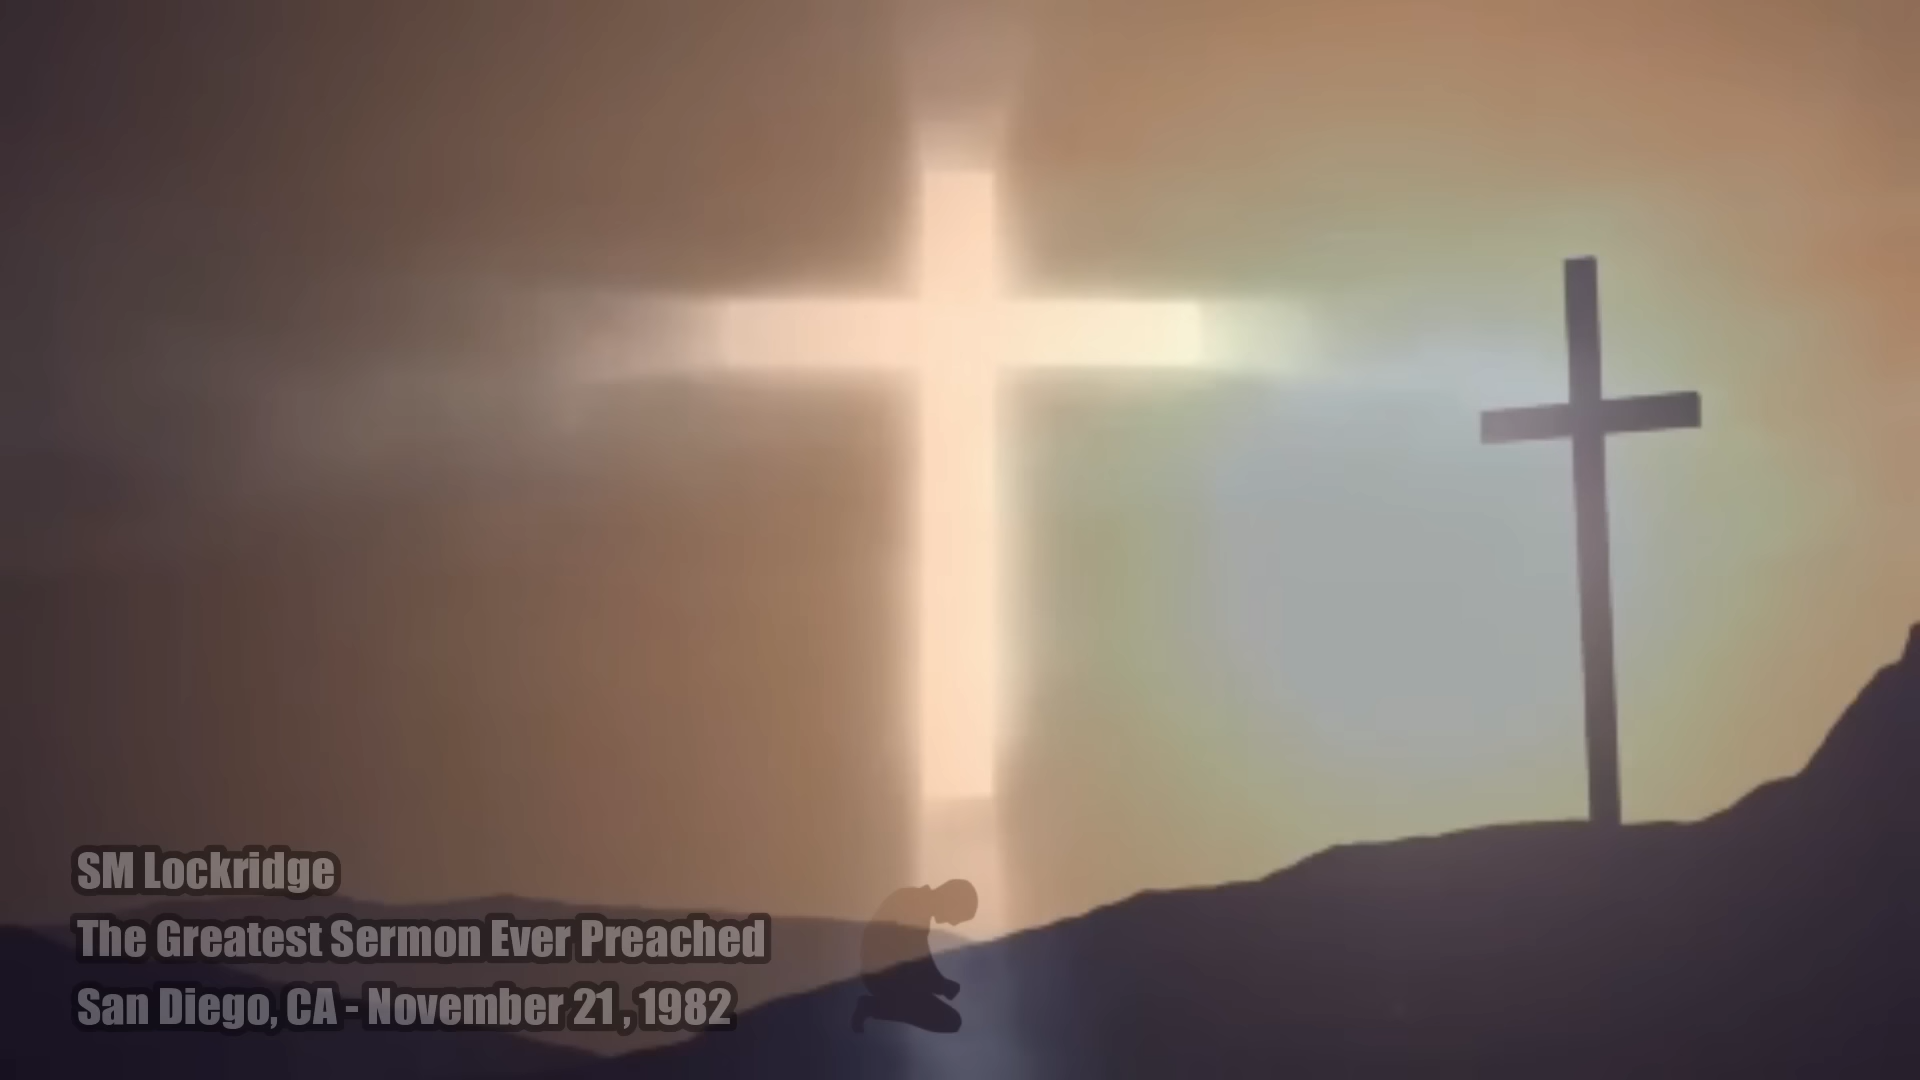 SM Lockridge
The Greatest Sermon Ever Preached
San Diego, CA - November 21, 1982